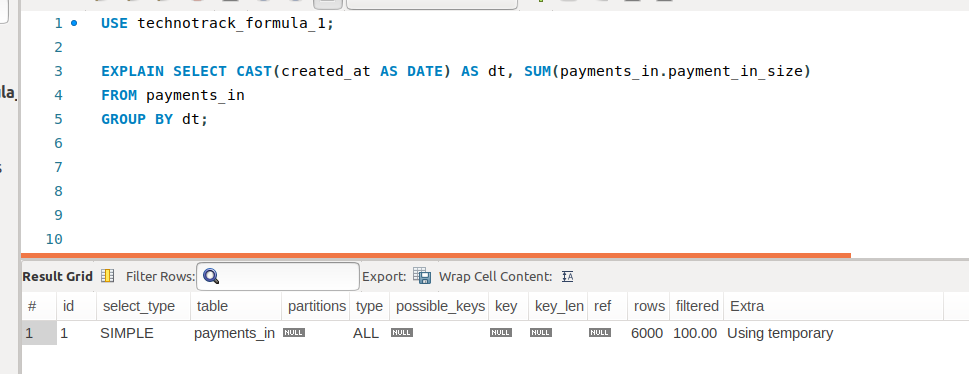 1 USE technotrack_formula_1;
2
3 EXPLAIN SELECT CAST(created_at AS DATE) AS dt, SUM(payments_in.payment_in_size)
4 FROM payments_in
5 GROUP BY dt;
6
7
8
9
10
ula_
s
Result Grid Filter Rows: Export: Wrap Cell Content: IA
# id select_type table partitions type possible_keys key key_len ref rows filtered Extra
1 1 SIMPLE payments_in NULL ALL NULL NULL NULL NULL 6000 100.00 Using temporary